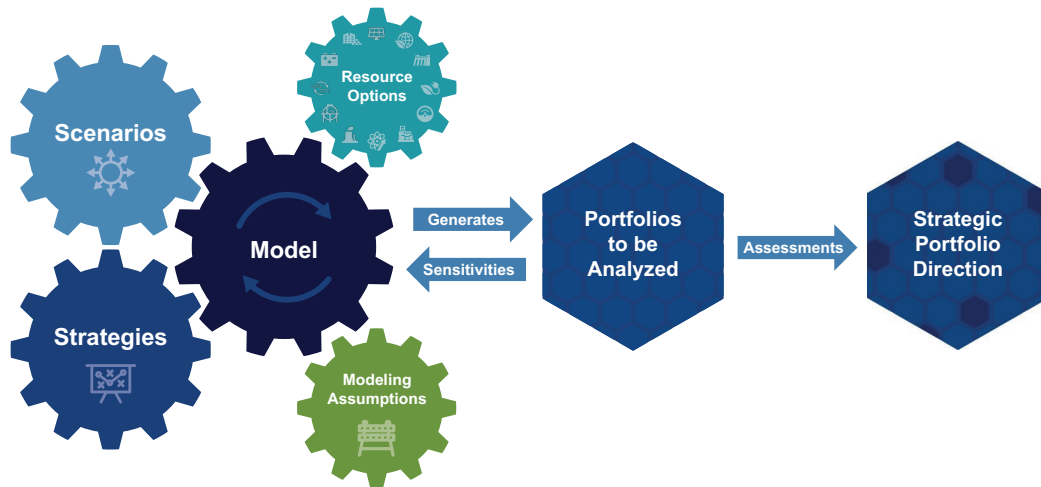 Scenarios
Strategies
Model
Resource
Options
Modeling
Assumptions
Generates
Sensitivities
Portfolios
to be
Analyzed
Assessments
Strategic
Portfolio
Direction